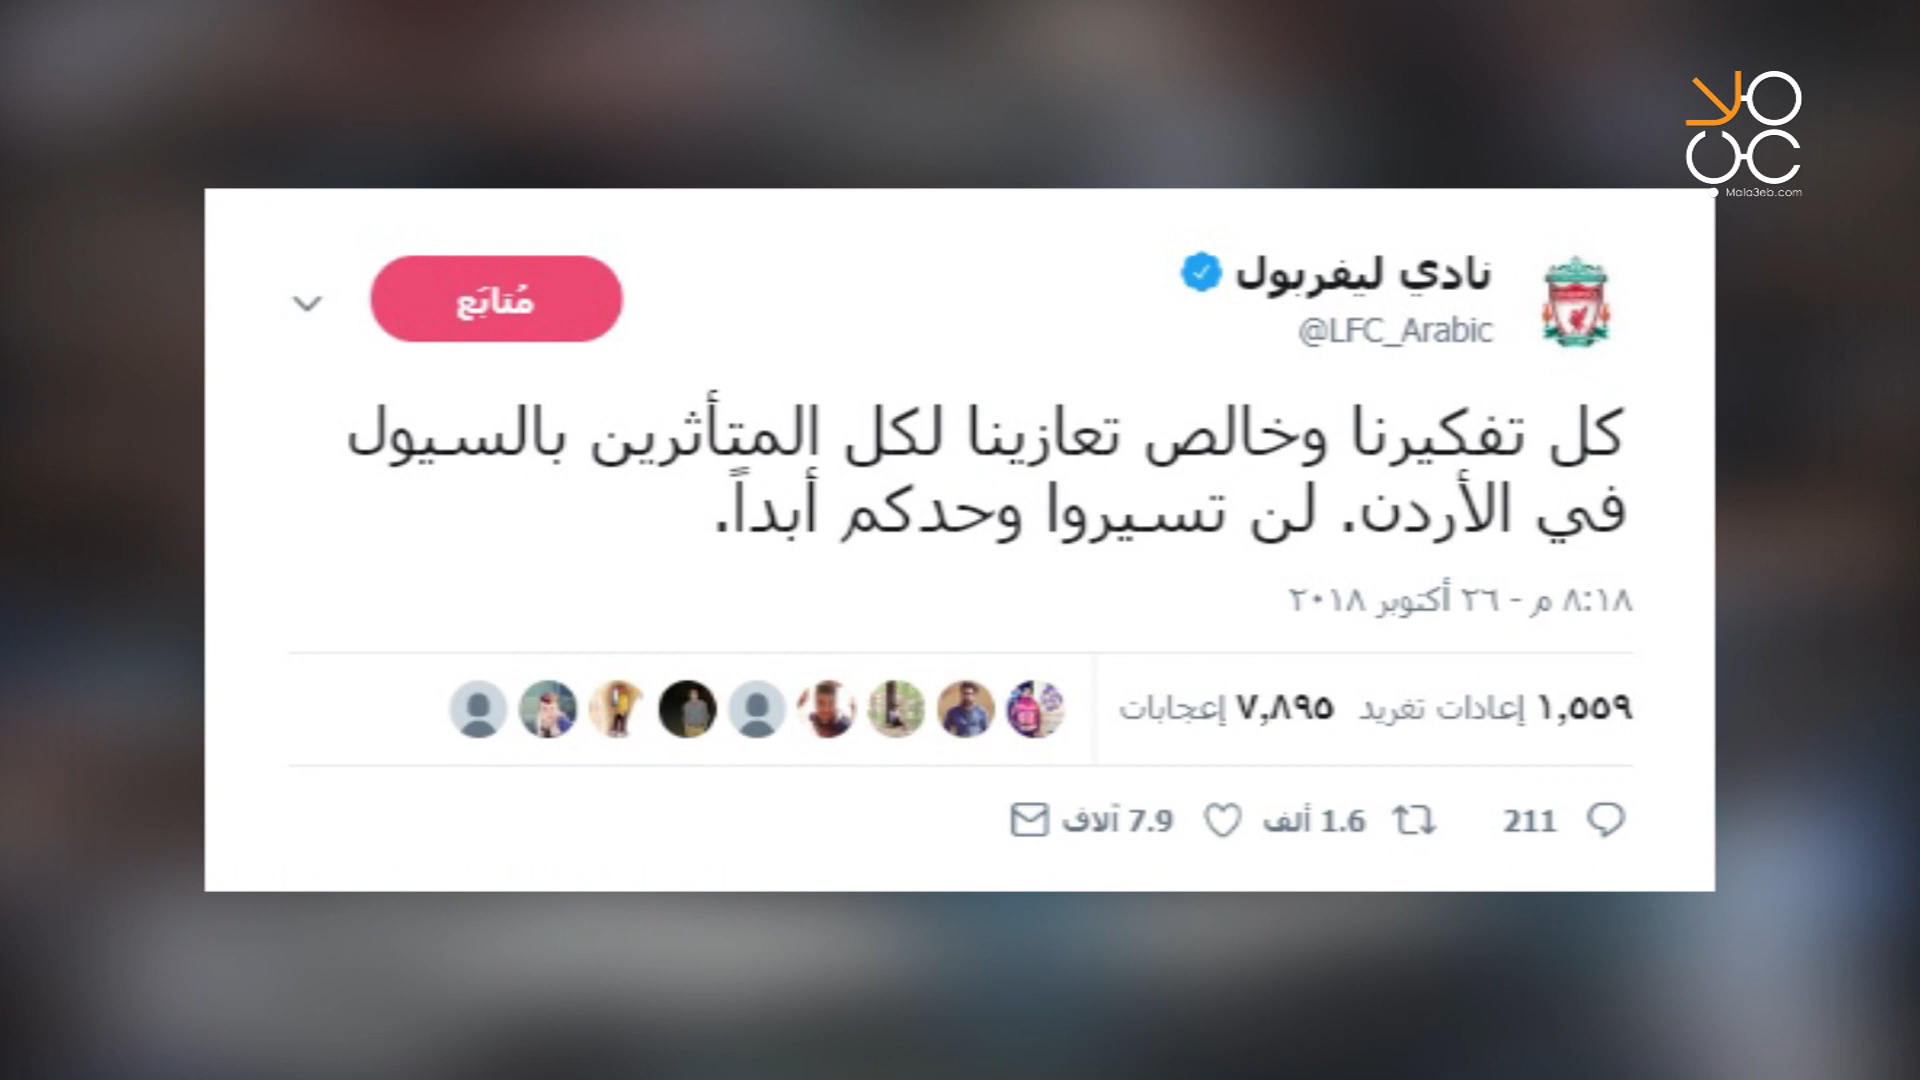 Mala3eb.com
نادي ليفربول
@LFC_Arabic
مُتابَع
كل تفكيرنا وخالص تعازينا لكل المتأثرين بالسيول
في الأردن. لن تسيروا وحدكم أبداً.
٨:١٨ م - ٢٦ أكتوبر ٢٠١٨
١,٥٥٩ إعادات تغريد ٧,٨٩٥ إعجابات
211 1.6 ألف 7.9 آلاف